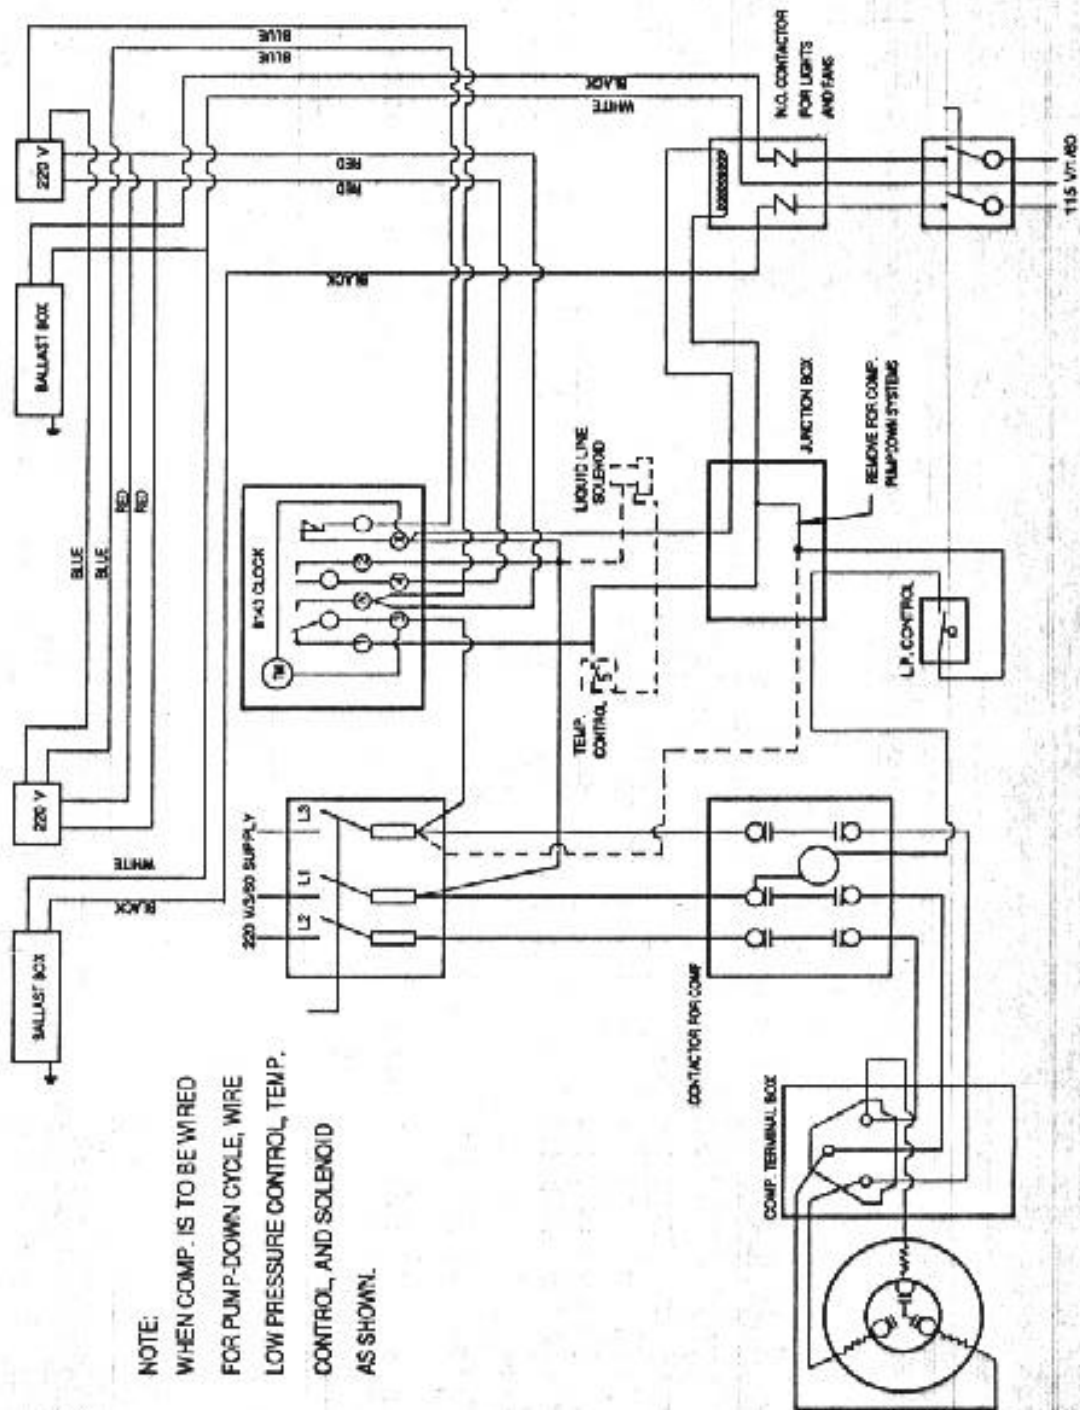 BLUE
BLUE
BLACK
WHITE
N.O. CONTACTOR
FOR LIGHTS
AND FANS
220 V
RED
RED
BALLAST BOX
BLACK
RED
RED
BLUE
BLUE
8143 CLOCK
TM
1
3
4
2
LIQUID LINE
SOLENOID
JUNCTION BOX
REMOVE FOR COMP.
PUMPDOWN SYSTEMS
TEMP.
CONTROL
L.P. CONTROL
220 V
WHITE
BLACK
BALLAST BOX
220 V/3/60 SUPPLY
L3
L1
L2
CONTACTOR FOR COMP
COMP. TERMINAL BOX
NOTE:
WHEN COMP. IS TO BE WIRED
FOR PUMP-DOWN CYCLE, WIRE
LOW PRESSURE CONTROL, TEMP.
CONTROL, AND SOLENOID
AS SHOWN.